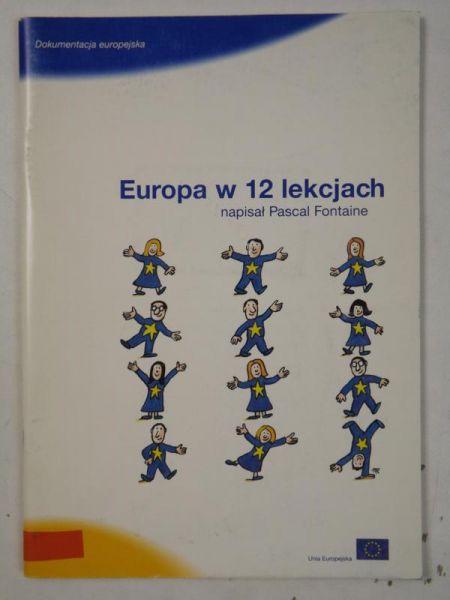 Dokumentacja europejska
Europa w 12 lekcjach
napisał Pascal Fontaine
Unia Europejska